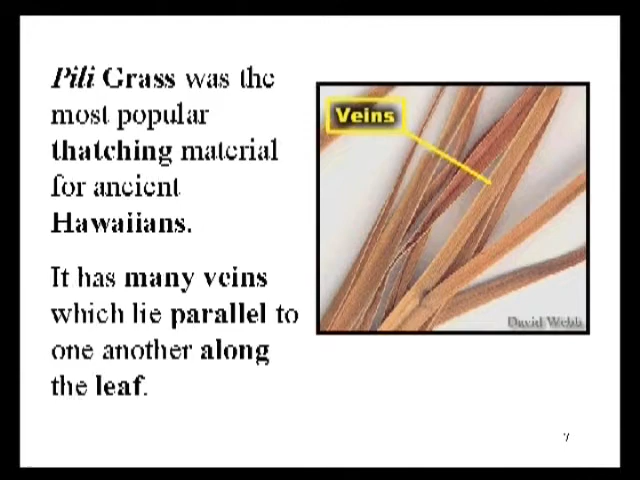 Pili Grass was the
most popular
thatching material
for ancient
Hawaiians.
It has many veins
which lie parallel to
one another along
the leaf.
Veins
David Webb
7